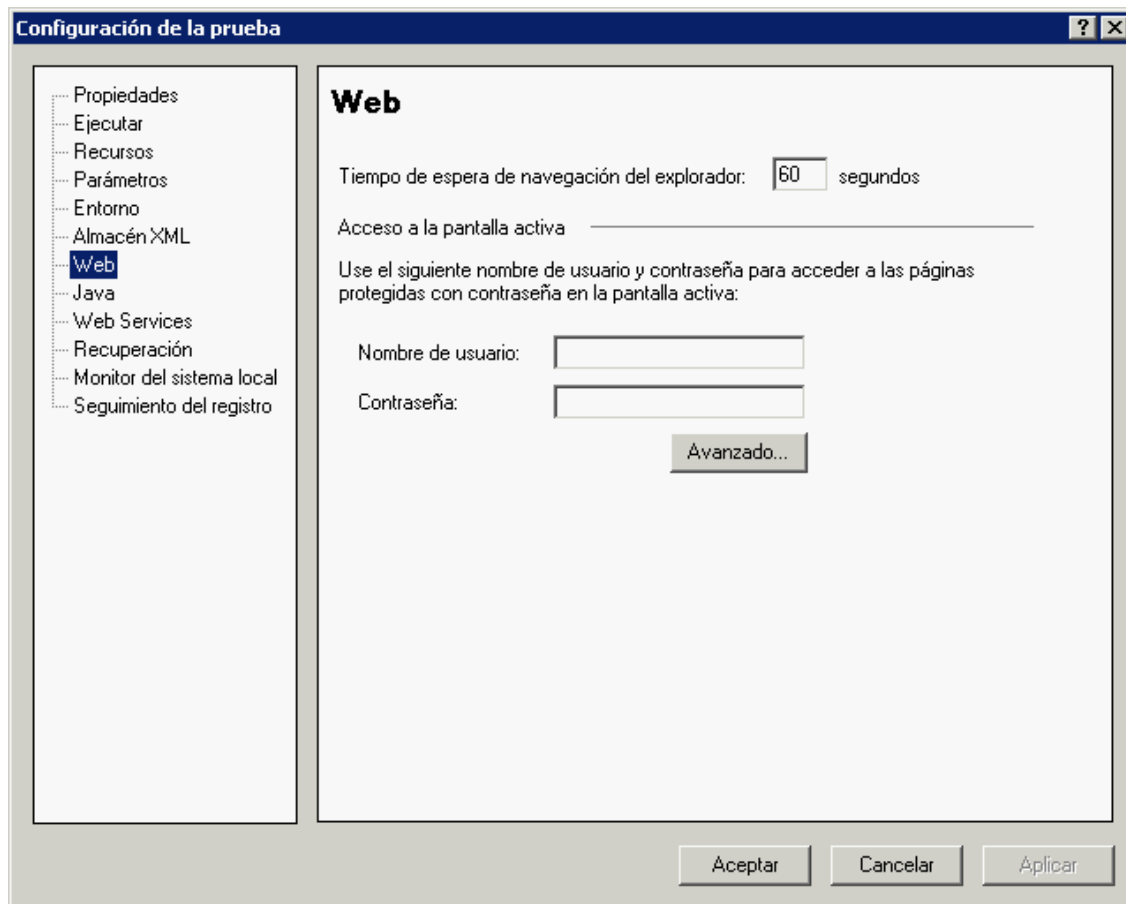 Configuración de la prueba
Propiedades
Ejecutar
Recursos
Parámetros
Entorno
Almacén XML
Web
Java
Web Services
Recuperación
Monitor del sistema local
Seguimiento del registro
Web
Tiempo de espera de navegación del explorador: 60 segundos
Acceso a la pantalla activa
Use el siguiente nombre de usuario y contraseña para acceder a las páginas
protegidas con contraseña en la pantalla activa:
Nombre de usuario:
Contraseña:
Avanzado...
Aceptar Cancelar Aplicar